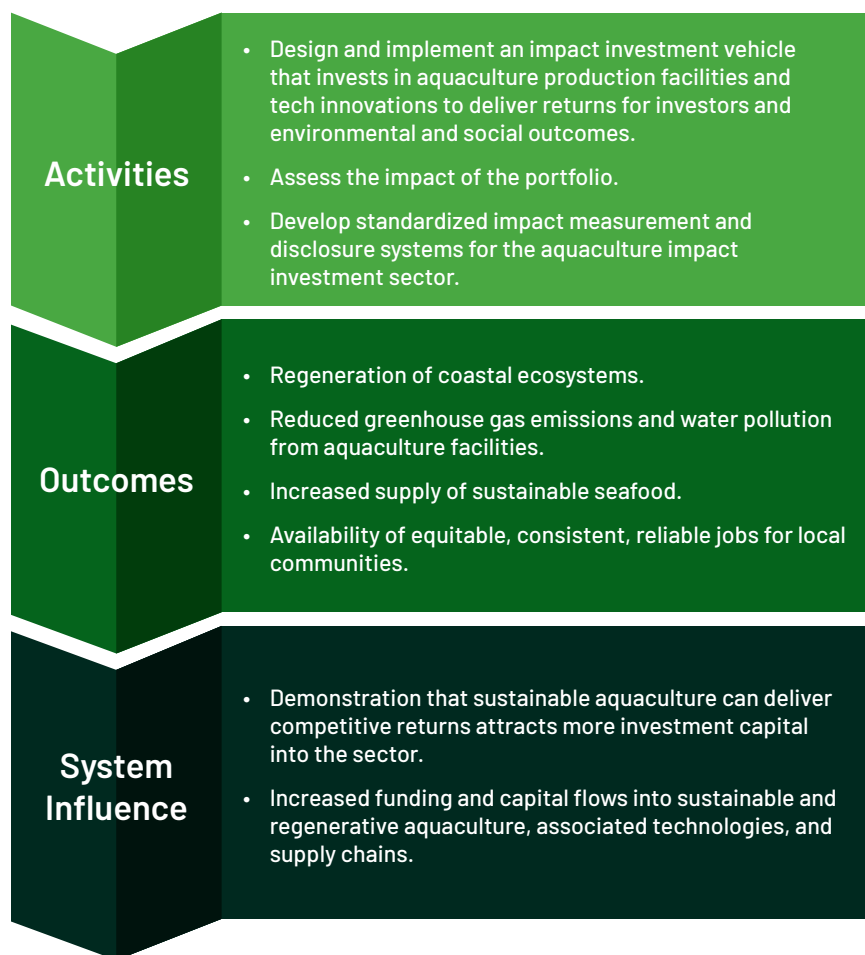 Activities
• Design and implement an impact investment vehicle
that invests in aquaculture production facilities and
tech innovations to deliver returns for investors and
environmental and social outcomes.
• Assess the impact of the portfolio.
• Develop standardized impact measurement and
disclosure systems for the aquaculture impact
investment sector.
Outcomes
• Regeneration of coastal ecosystems.
• Reduced greenhouse gas emissions and water pollution
from aquaculture facilities.
• Increased supply of sustainable seafood.
• Availability of equitable, consistent, reliable jobs for local
communities.
System
Influence
• Demonstration that sustainable aquaculture can deliver
competitive returns attracts more investment capital
into the sector.
• Increased funding and capital flows into sustainable and
regenerative aquaculture, associated technologies, and
supply chains.